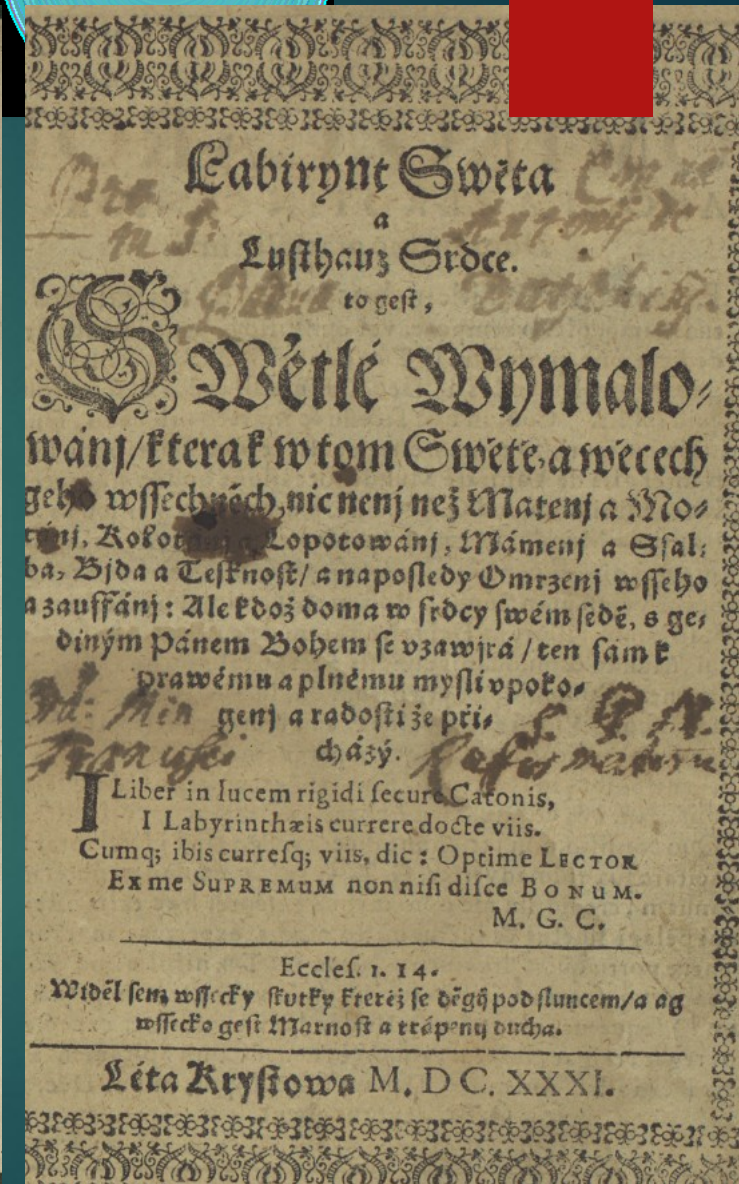 Labirynt Swěta
a
Lusthauz Srdce.
to gest,
SWětlé Wymalo⸗
wánj/kterak w tom Swětě, a wěcech
geho wssechněch, nic nenj než Matenj a Mo⸗
tánj, Kolotánj a Lopotowánj, Mámenj a Ssal⸗
ba, Bjda a Tesknost/ a naposledy Omrzenj wsseho
a zauffánj: Ale kdož doma w srdcy swém sedě, s ge⸗
diným Pánem Bohem se vzawjrá / ten sám k
prawému a plnému mysli vpoko⸗
genj a radosti že při⸗
cházý.
I Liber in lucem rigidi secure Catonis,
I Labyrinthæis currere docte viis.
Cumq; ibis curresq; viis, dic : Optime LECTOR
Ex me SUPREMUM non nisi disce BONUM.
M. G. C.
Eccles. 1. 14.
Widěl sem wssecky skutky kteréž se děgij pod sluncem/a ag
wssecko gest Marnost a trápenij ducha.
Léta Krystowa M. DC. XXXI.